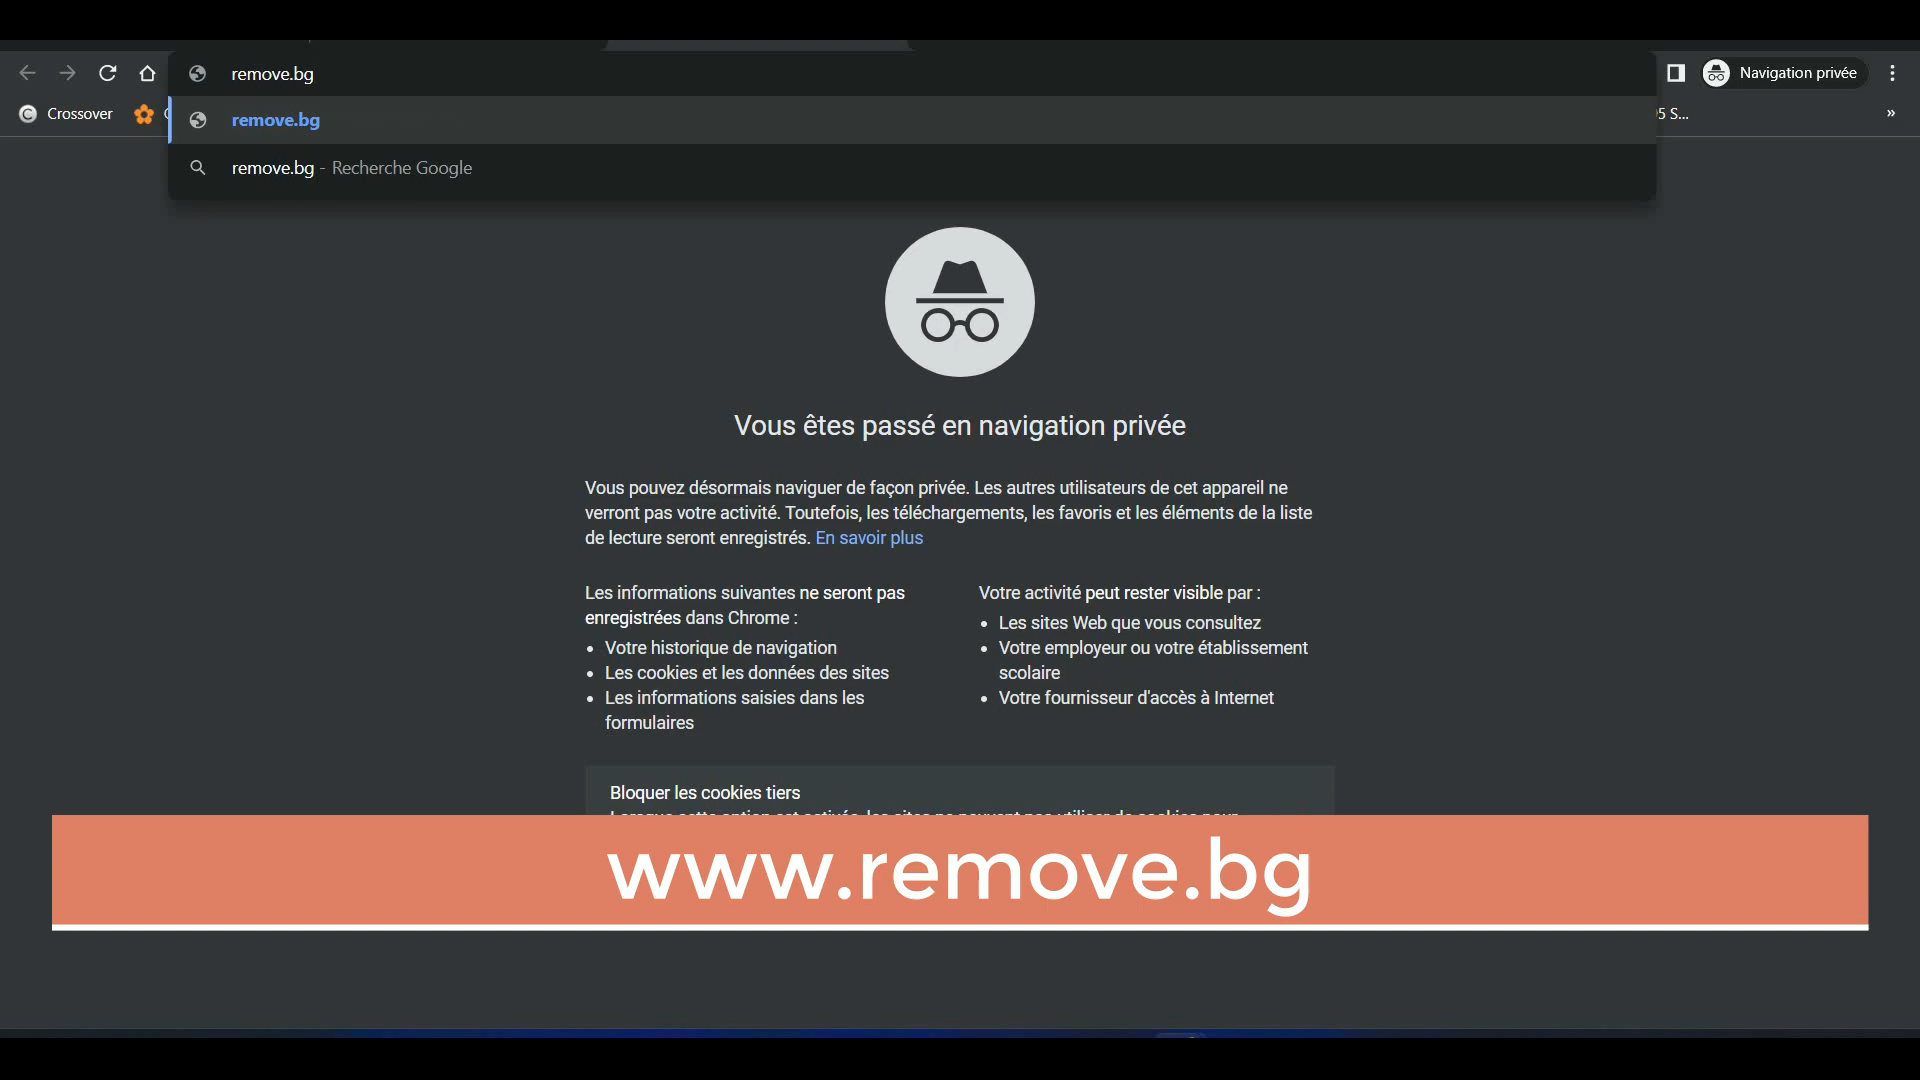 remove.bg
Navigation privée
Crossover
5 S...
»
remove.bg
remove.bg - Recherche Google
Vous êtes passé en navigation privée
Vous pouvez désormais naviguer de façon privée. Les autres utilisateurs de cet appareil ne
verront pas votre activité. Toutefois, les téléchargements, les favoris et les éléments de la liste
de lecture seront enregistrés. En savoir plus
Les informations suivantes ne seront pas
enregistrées dans Chrome :
• Votre historique de navigation
• Les cookies et les données des sites
• Les informations saisies dans les
formulaires
Votre activité peut rester visible par :
• Les sites Web que vous consultez
• Votre employeur ou votre établissement
scolaire
• Votre fournisseur d'accès à Internet
Bloquer les cookies tiers
www.remove.bg